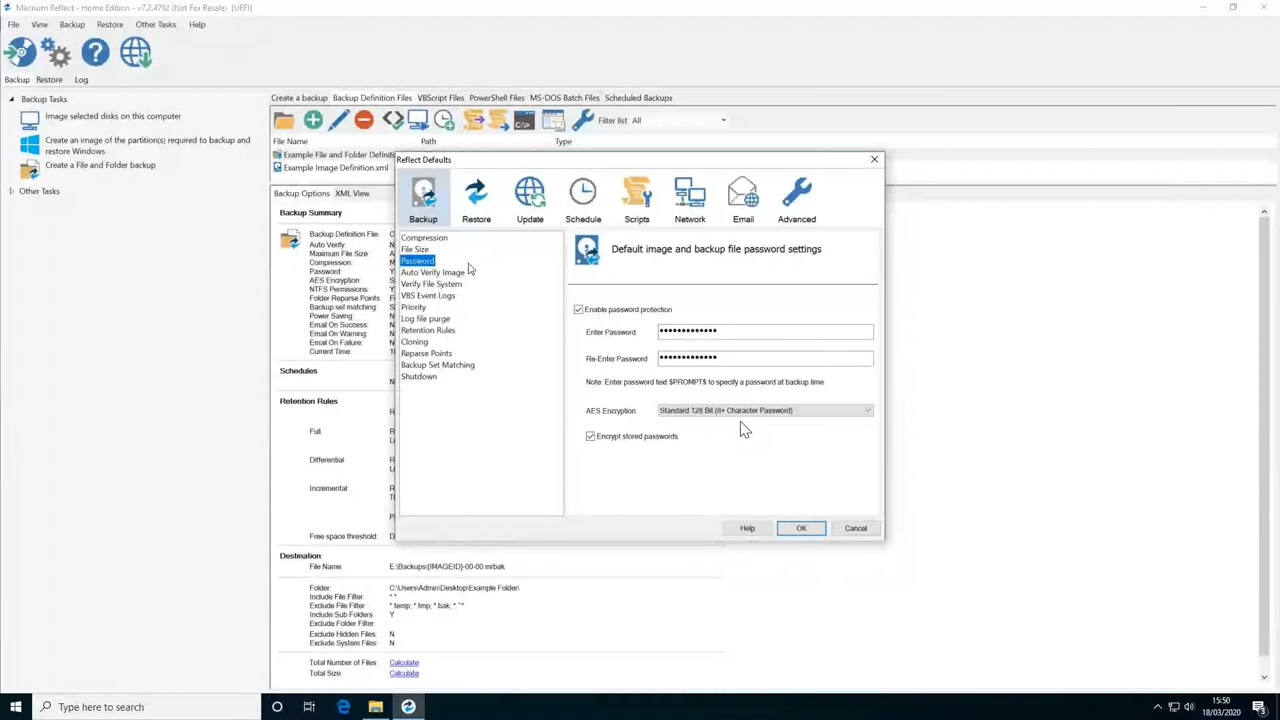 Macrium Reflect - Home Edition - v7.2.4792 (Not For Resale) [UEFI]
File View Backup Restore Other Tasks Help
Backup Restore Log
Backup Tasks
Image selected disks on this computer
Create an image of the partition(s) required to backup and
restore Windows
Create a File and Folder backup
Other Tasks
Create a backup Backup Definition Files VBScript Files PowerShell Files MS-DOS Batch Files Scheduled Backups
Filter list All
File Name Path Type
Example File and Folder Definiti
Example Image Definition.xml
Backup Options XML View
Backup Summary
Backup Definition File: C
Auto Verify
Maximum File Size
Compression:
Password
AES Encryption:
NTFS Permissions:
Folder Reparse Points:
Backup set matching
Power Saving:
Email On Success:
Email On Warning:
Email On Failure:
Current Time:
Schedules
Retention Rules
Full:
Differential:
Incremental:
Free space threshold:
Destination:
File Name: E:\Backups\{IMAGEID}-00-00.mrbak
Folder: C:\Users\Admin\Desktop\Example Folder\
Include File Filter
Exclude File Filter
Include Sub Folders Y
Exclude Folder Filter:
Exclude Hidden Files: N
Exclude System Files: N
Total Number of Files Calculate
Total Size: Calculate
Reflect Defaults
Backup Restore Update Schedule Scripts Network Email Advanced
Compression
File Size
Password
Auto Verify Image
Verify File System
VBS Event Logs
Priority
Log file purge
Retention Rules
Cloning
Reparse Points
Backup Set Matching
Shutdown
Default image and backup file password settings
Enable password protection
Enter Password •••••••••••••
Re-Enter Password •••••••••••••
Note: Enter password text $PROMPT$ to specify a password at backup time.
AES Encryption Standard 128 Bit (8+ Character Password)
Encrypt stored passwords
Help OK Cancel
Type here to search
15:50
18/03/2020